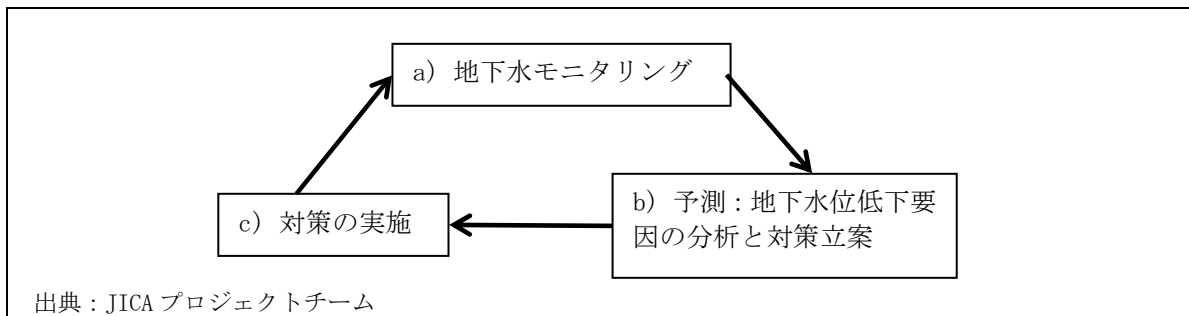 a) 地下水モニタリング
b) 予測:地下水位低下要
因の分析と対策立案
c) 対策の実施
出典:JICA プロジェクトチーム